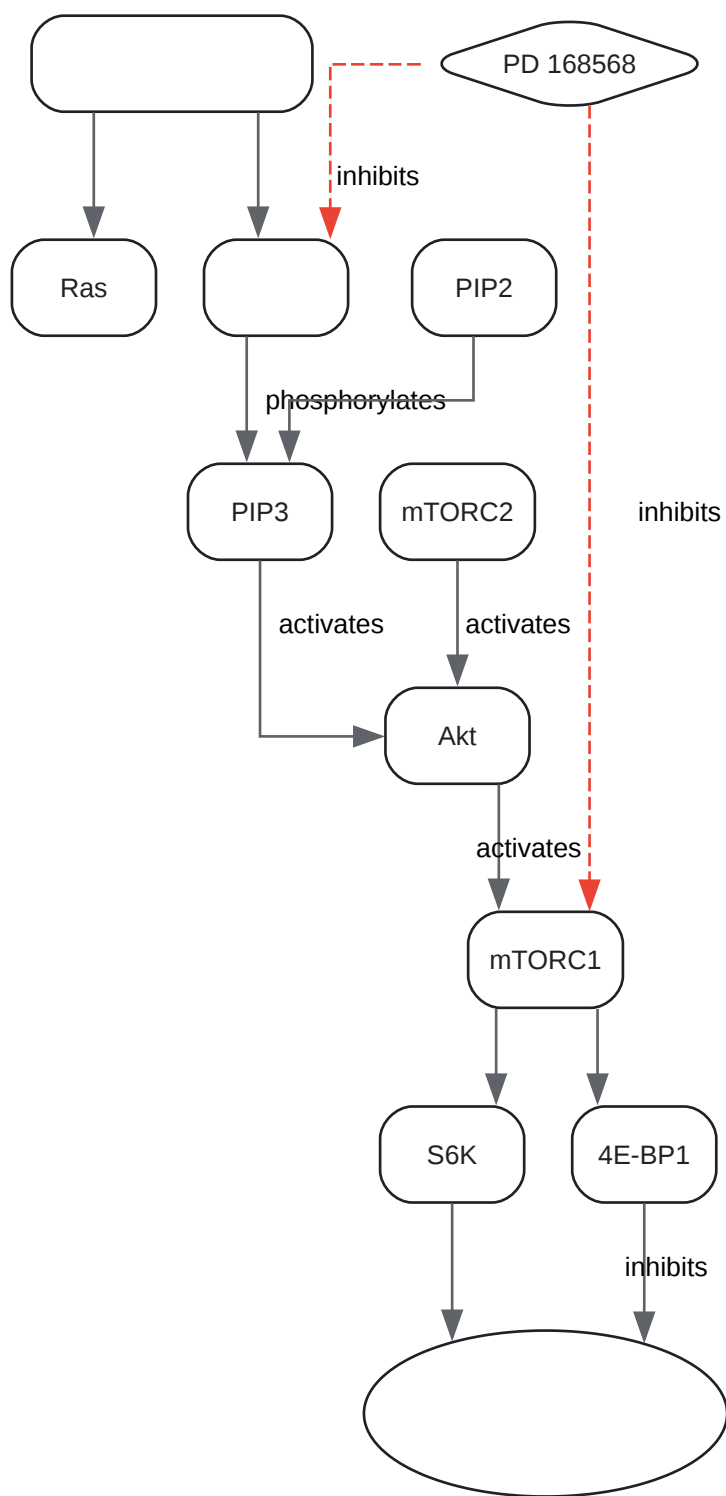 PD 168568
inhibits
Ras
PIP2
phosphorylates
PIP3
mTORC2
inhibits
activates
activates
Akt
activates
mTORC1
S6K
4E-BP1
inhibits